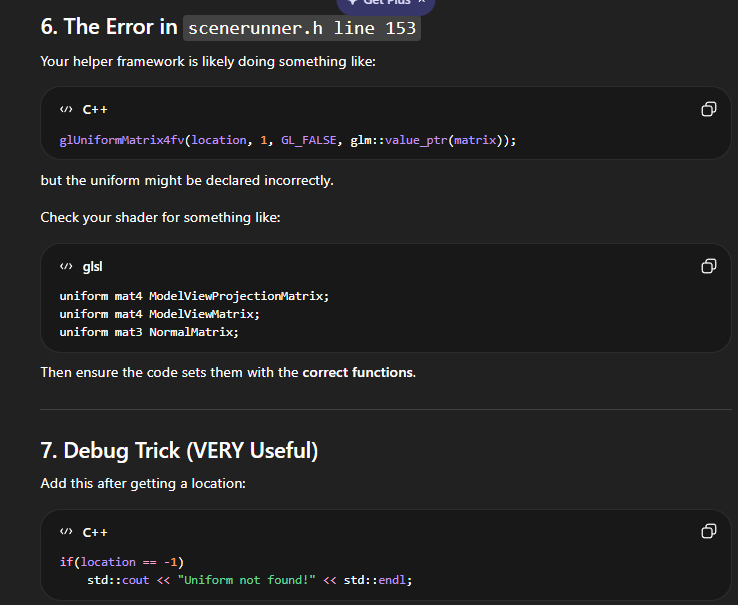 Get Plus
6. The Error in scenerunner.h line 153
Your helper framework is likely doing something like:
</> C++
glUniformMatrix4fv(location, 1, GL_FALSE, glm::value_ptr(matrix));
but the uniform might be declared incorrectly.
Check your shader for something like:
</> glsl
uniform mat4 ModelViewProjectionMatrix;
uniform mat4 ModelViewMatrix;
uniform mat3 NormalMatrix;
Then ensure the code sets them with the correct functions.
7. Debug Trick (VERY Useful)
Add this after getting a location:
</> C++
if(location == -1)
    std::cout << "Uniform not found!" << std::endl;